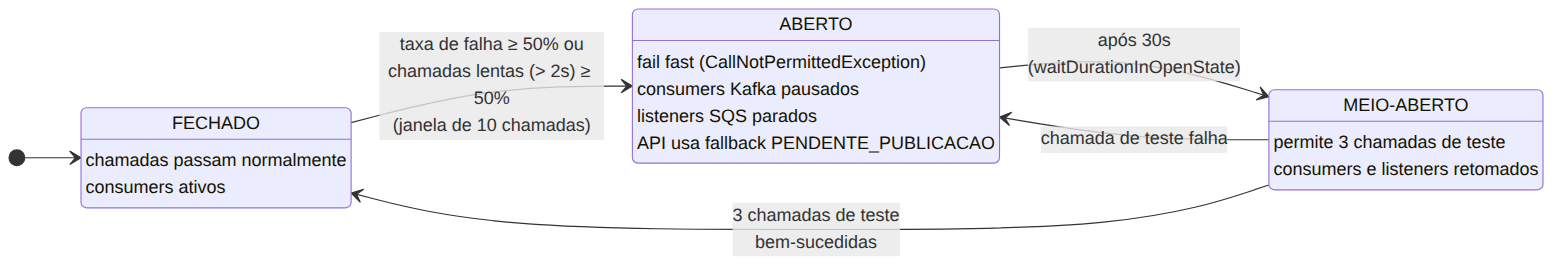 FECHADO
chamadas passam normalmente
consumers ativos
taxa de falha ≥ 50% ou
chamadas lentas (> 2s) ≥
50%
(janela de 10 chamadas)
ABERTO
fail fast (CallNotPermittedException)
consumers Kafka pausados
listeners SQS parados
API usa fallback PENDENTE_PUBLICACAO
após 30s
(waitDurationInOpenState)
chamada de teste falha
MEIO-ABERTO
permite 3 chamadas de teste
consumers e listeners retomados
3 chamadas de teste
bem-sucedidas